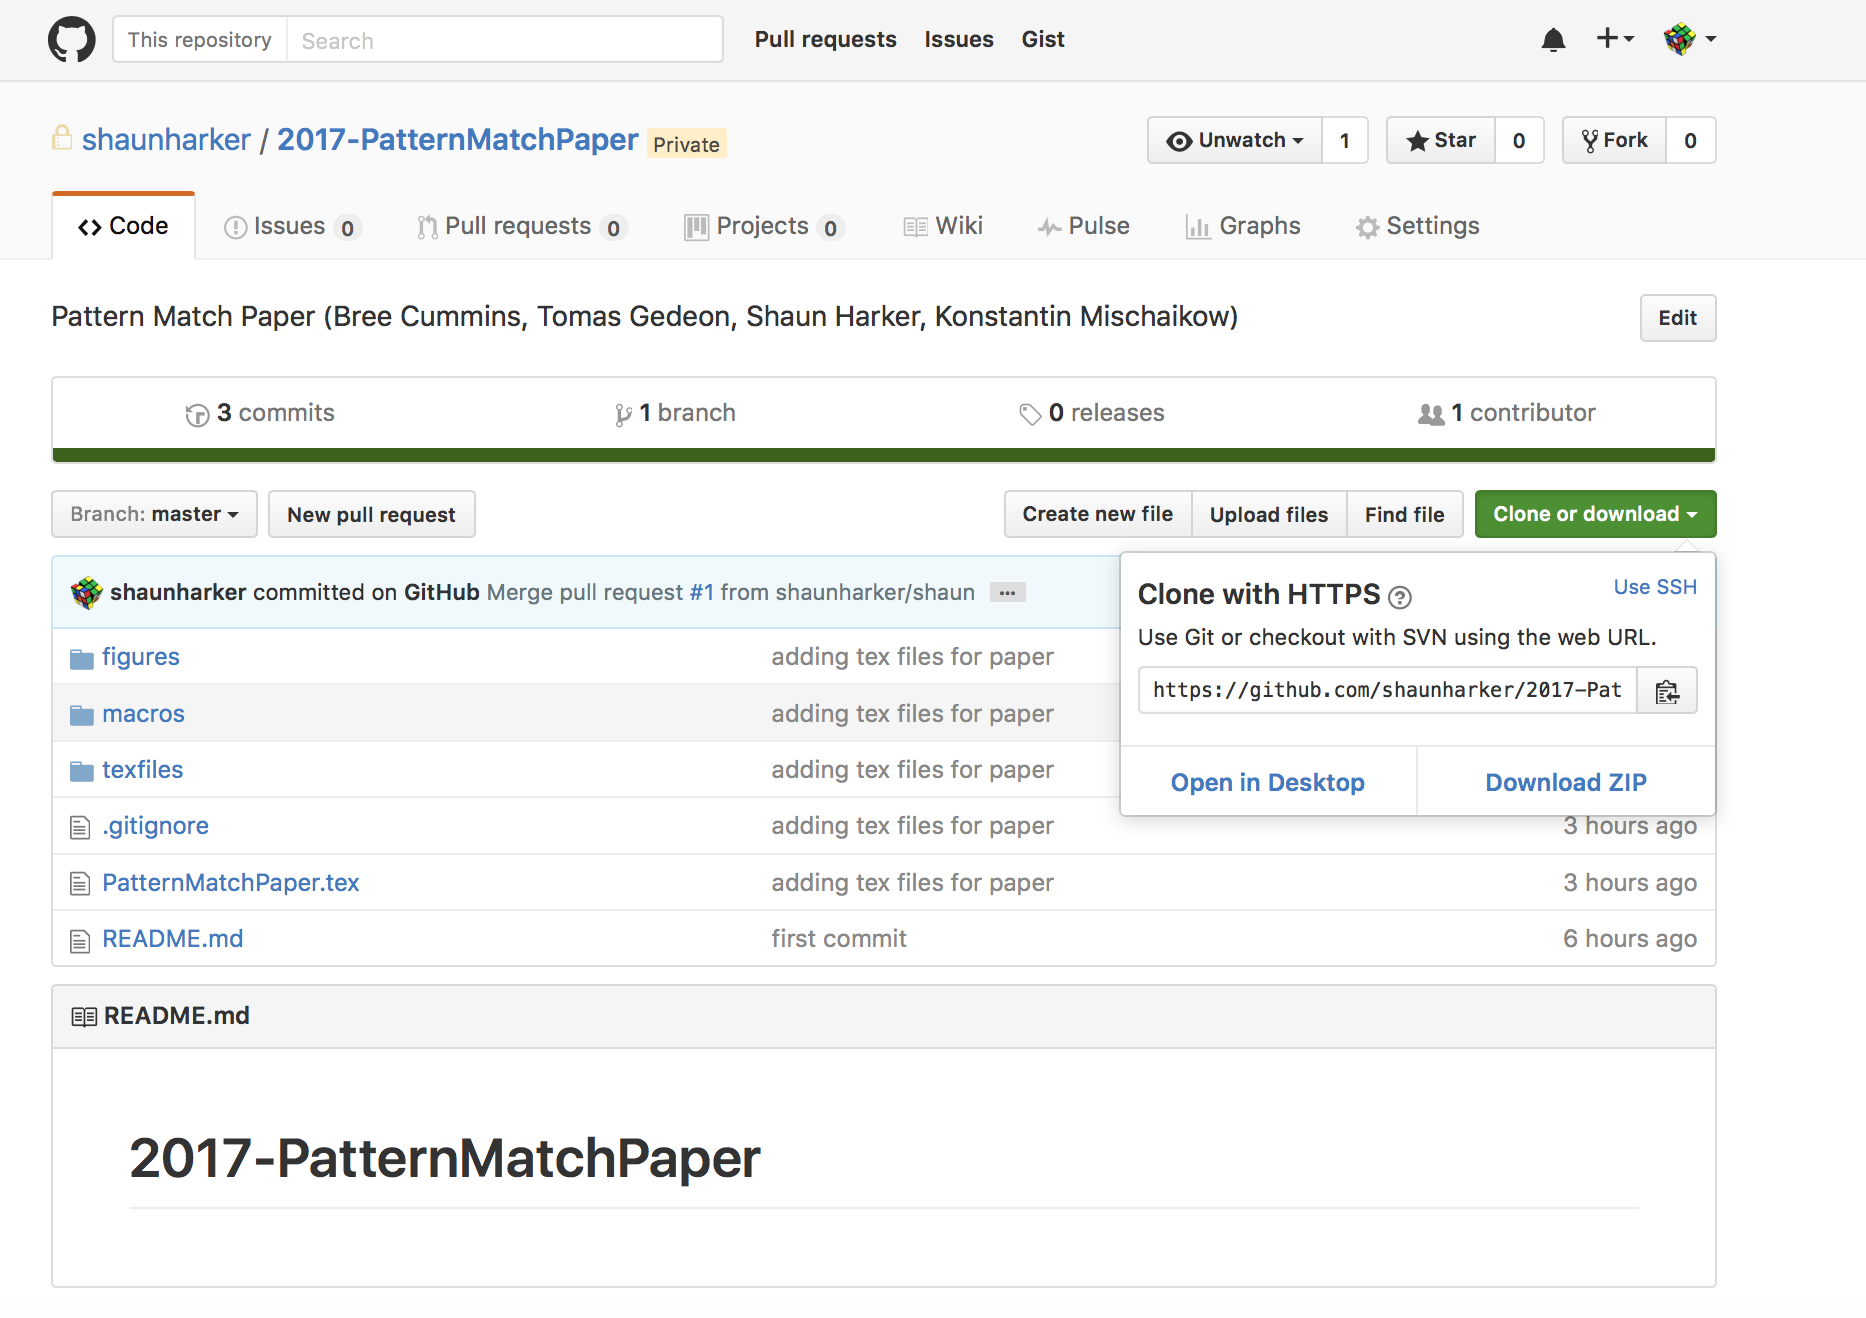 This repository Search Pull requests Issues Gist
shaunharker / 2017-PatternMatchPaper Private Unwatch 1 Star 0 Fork 0
Code Issues 0 Pull requests 0 Projects 0 Wiki Pulse Graphs Settings
Pattern Match Paper (Bree Cummins, Tomas Gedeon, Shaun Harker, Konstantin Mischaikow) Edit
3 commits 1 branch 0 releases 1 contributor
Branch: master New pull request Create new file Upload files Find file Clone or download
shaunharker committed on GitHub Merge pull request #1 from shaunharker/shaun ...
Clone with HTTPS ? Use SSH
Use Git or checkout with SVN using the web URL.
https://github.com/shaunharker/2017-Pat
Open in Desktop Download ZIP
figures adding tex files for paper
macros adding tex files for paper
texfiles adding tex files for paper
.gitignore adding tex files for paper 3 hours ago
PatternMatchPaper.tex adding tex files for paper 3 hours ago
README.md first commit 6 hours ago
README.md
2017-PatternMatchPaper